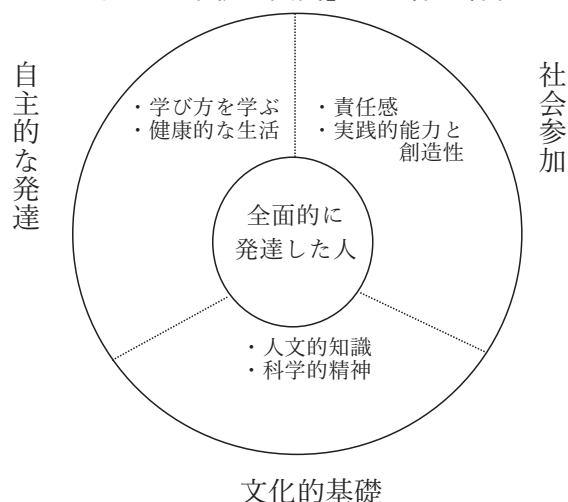 自主的な発達
社会参加
・学び方を学ぶ
・健康的な生活
・責任感
・実践的能力と
創造性
全面的に
発達した人
・人文的知識
・科学的精神
文化的基礎